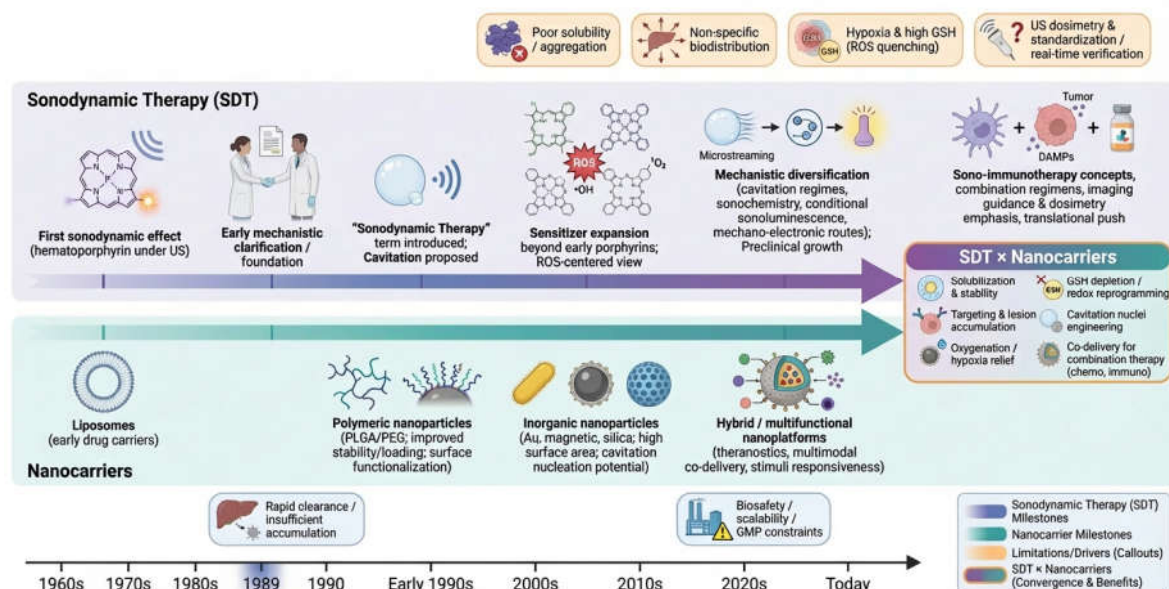 Poor solubility
/ aggregation
Non-specific
biodistribution
GSH
Hypoxia & high GSH
(ROS quenching)
?
US dosimetry &
standardization /
real-time verification
Sonodynamic Therapy (SDT)
First sonodynamic effect
(hematoporphyrin under US)
Early mechanistic
clarification /
foundation
“Sonodynamic Therapy”
term introduced;
Cavitation proposed
ROS
•OH
¹O₂
Sensitizer expansion
beyond early porphyrins;
ROS-centered view
Microstreaming
Mechanistic diversification
(cavitation regimes,
sonochemistry, conditional
sonoluminescence,
mechano-electronic routes);
Preclinical growth
Tumor
+
+
DAMPs
Sono-immunotherapy concepts,
combination regimens, imaging
guidance & dosimetry
emphasis, translational push
SDT × Nanocarriers
Solubilization
& stability
GSH depletion /
redox reprogramming
Targeting & lesion
accumulation
Cavitation nuclei
engineering
Oxygenation /
hypoxia relief
Co-delivery for
combination therapy
(chemo, immuno)
Liposomes
(early drug carriers)
Polymeric nanoparticles
(PLGA/PEG; improved
stability/loading; surface
functionalization)
Inorganic nanoparticles
(Au, magnetic, silica; high
surface area; cavitation
nucleation potential)
Hybrid / multifunctional
nanoplatforms
(theranostics, multimodal
co-delivery, stimuli responsiveness)
Nanocarriers
Rapid clearance /
insufficient
accumulation
Biosafety /
scalability /
GMP constraints
Sonodynamic Therapy (SDT)
Milestones
Nanocarrier Milestones
Limitations/Drivers (Callouts)
SDT × Nanocarriers
(Convergence & Benefits)
1960s 1970s 1980s 1989 1990 Early 1990s 2000s 2010s 2020s Today